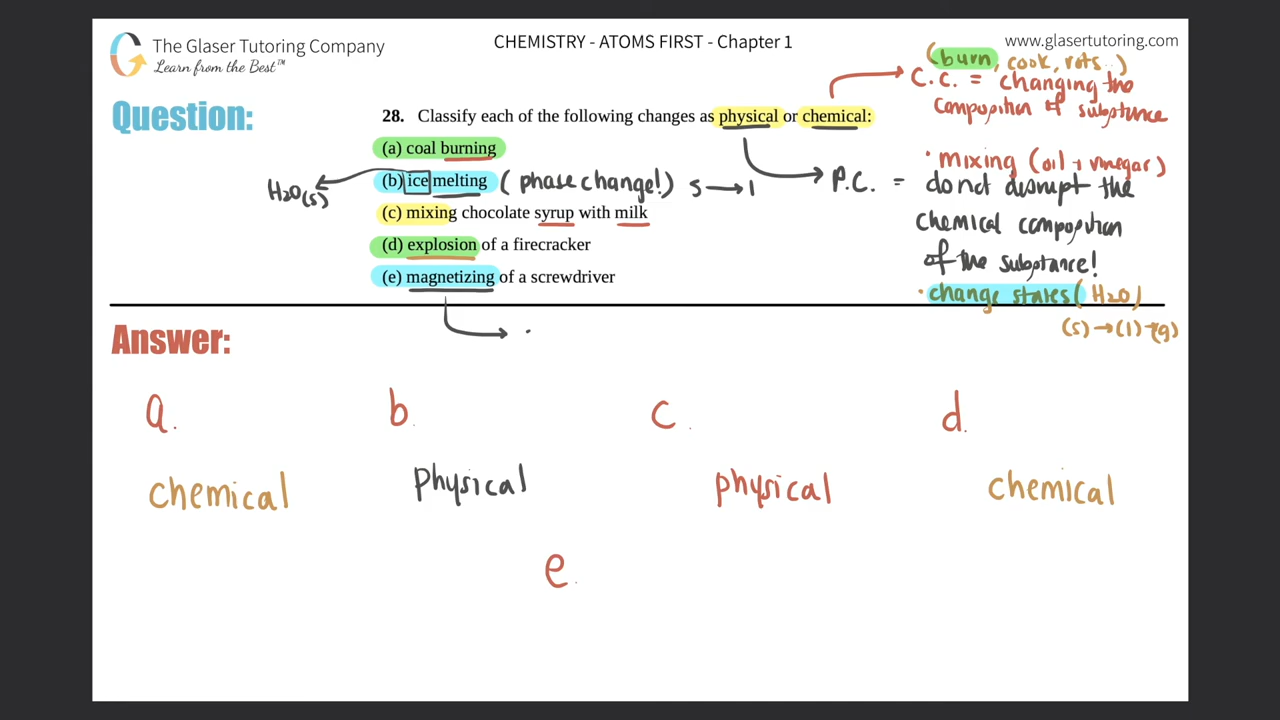 The Glaser Tutoring Company
Learn from the Best™
CHEMISTRY - ATOMS FIRST - Chapter 1
www.glasertutoring.com
(burn, cook, rots..)
C.C. = changing the
composition of substance
Question:
28. Classify each of the following changes as physical or chemical:
(a) coal burning
(b) ice melting (phase change!) s → l
H2O(s)
(c) mixing chocolate syrup with milk
(d) explosion of a firecracker
(e) magnetizing of a screwdriver
• mixing (oil + vinegar)
P.C. = do not disrupt the
chemical composition
of the substance!
• change states (H2O)
(s) → (l) → (g)
Answer:
a.
b.
c.
d.
chemical
physical
physical
chemical
e.